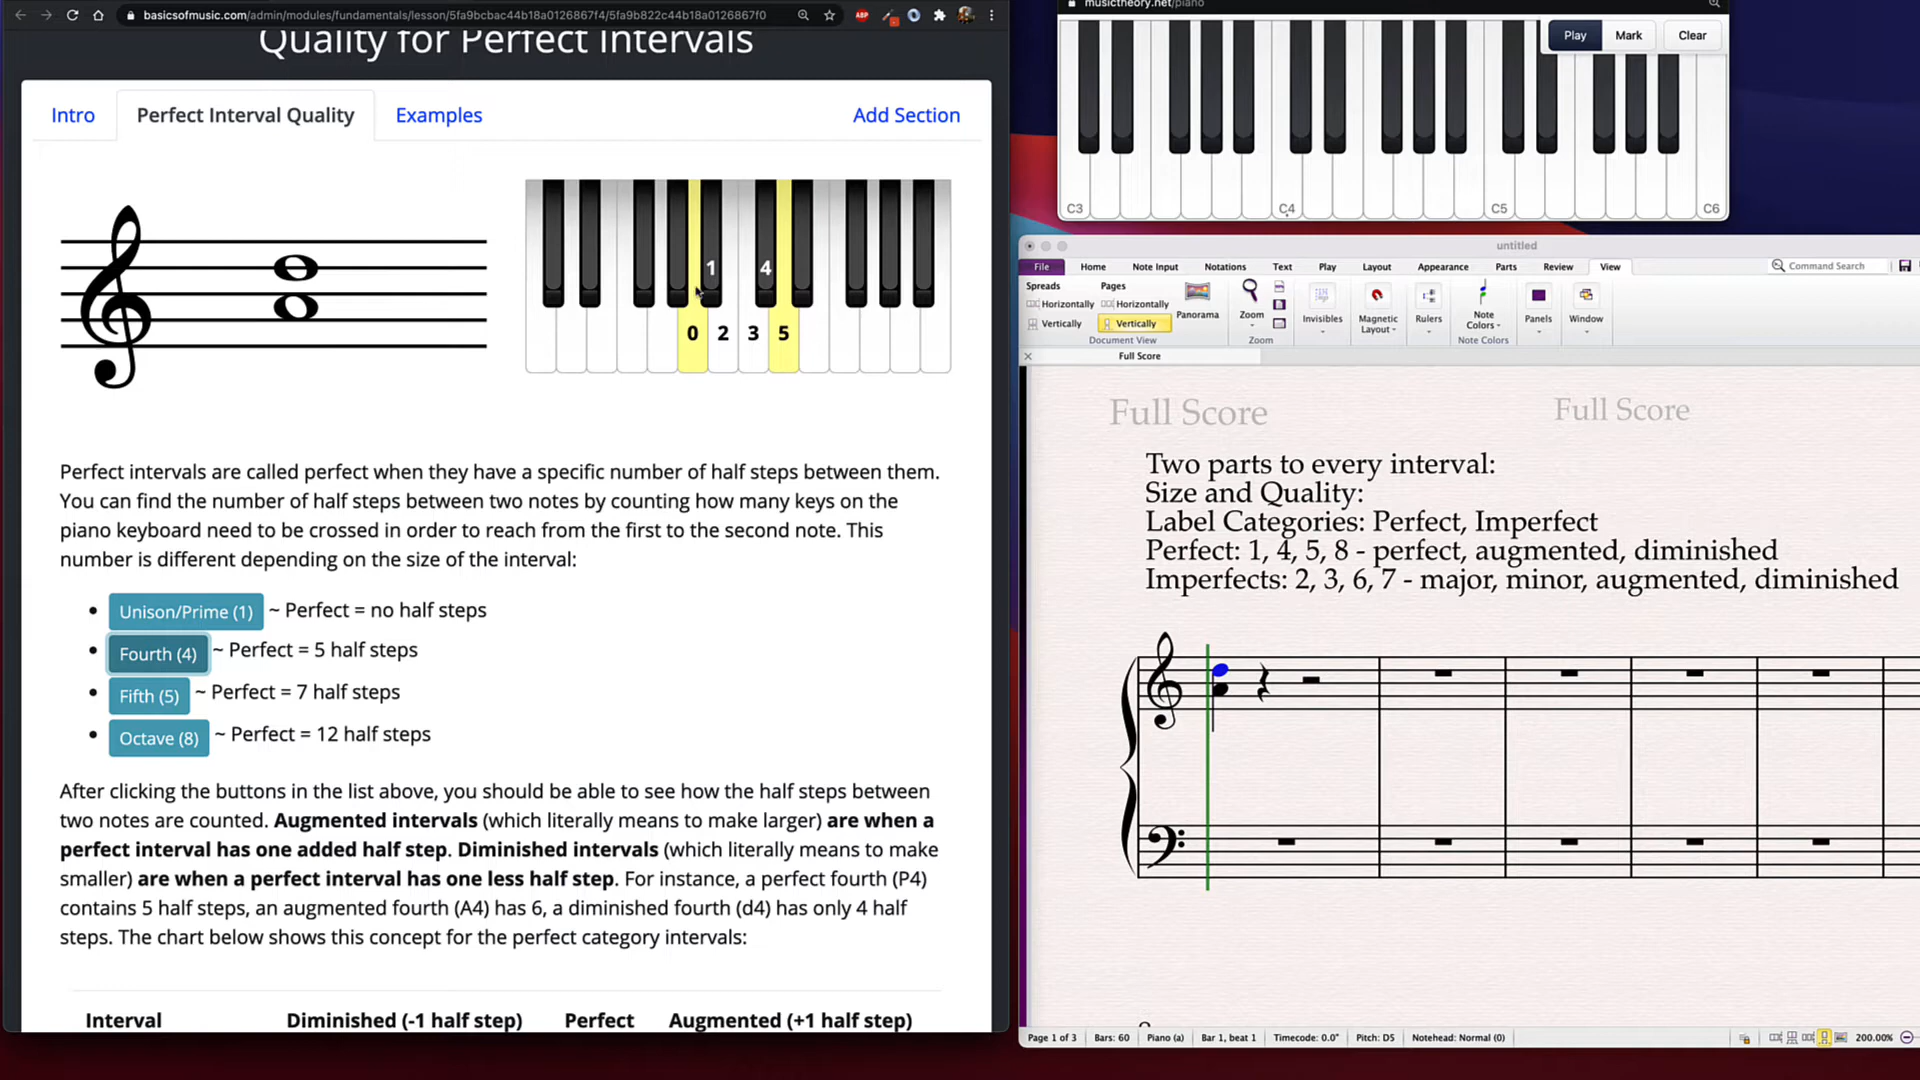 basicsofmusic.com/admin/modules/fundamentals/lesson/5fa9bcbac44b18a0126867f4/5fa9b822c44b18a0126867f0
ABP
Quality for Perfect Intervals
Intro
Perfect Interval Quality
Examples
Add Section
1
4
0
2
3
5
Perfect intervals are called perfect when they have a specific number of half steps between them.
You can find the number of half steps between two notes by counting how many keys on the
piano keyboard need to be crossed in order to reach from the first to the second note. This
number is different depending on the size of the interval:
Unison/Prime (1) ~ Perfect = no half steps
Fourth (4) ~ Perfect = 5 half steps
Fifth (5) ~ Perfect = 7 half steps
Octave (8) ~ Perfect = 12 half steps
After clicking the buttons in the list above, you should be able to see how the half steps between
two notes are counted. Augmented intervals (which literally means to make larger) are when a
perfect interval has one added half step. Diminished intervals (which literally means to make
smaller) are when a perfect interval has one less half step. For instance, a perfect fourth (P4)
contains 5 half steps, an augmented fourth (A4) has 6, a diminished fourth (d4) has only 4 half
steps. The chart below shows this concept for the perfect category intervals:
Interval
Diminished (-1 half step)
Perfect
Augmented (+1 half step)
musictheory.net/piano
Play
Mark
Clear
C3
C4
C5
C6
untitled
File
Home
Note Input
Notations
Text
Play
Layout
Appearance
Parts
Review
View
Command Search
Spreads
Pages
Horizontally
Horizontally
Vertically
Vertically
Panorama
Document View
Zoom
Zoom
Invisibles
Magnetic
Layout
Rulers
Note
Colors
Note Colors
Panels
Window
Full Score
Full Score
Full Score
Two parts to every interval:
Size and Quality:
Label Categories: Perfect, Imperfect
Perfect: 1, 4, 5, 8 - perfect, augmented, diminished
Imperfects: 2, 3, 6, 7 - major, minor, augmented, diminished
Page 1 of 3
Bars: 60
Piano (a)
Bar 1, beat 1
Timecode: 0.0"
Pitch: D5
Notehead: Normal (0)
200.00%